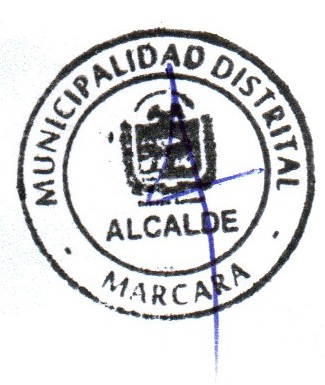 MUNICIPALIDAD DISTRITAL
ALCALDE
- MARCARA -